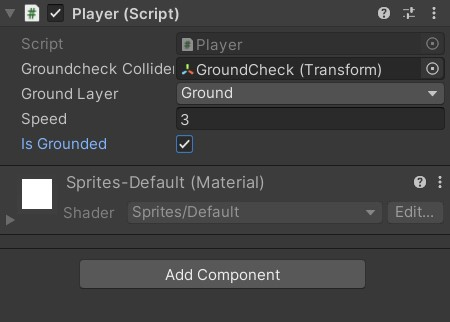 Player (Script)
Script Player
Groundcheck Collider GroundCheck (Transform)
Ground Layer Ground
Speed 3
Is Grounded
Sprites-Default (Material)
Shader Sprites/Default Edit...
Add Component